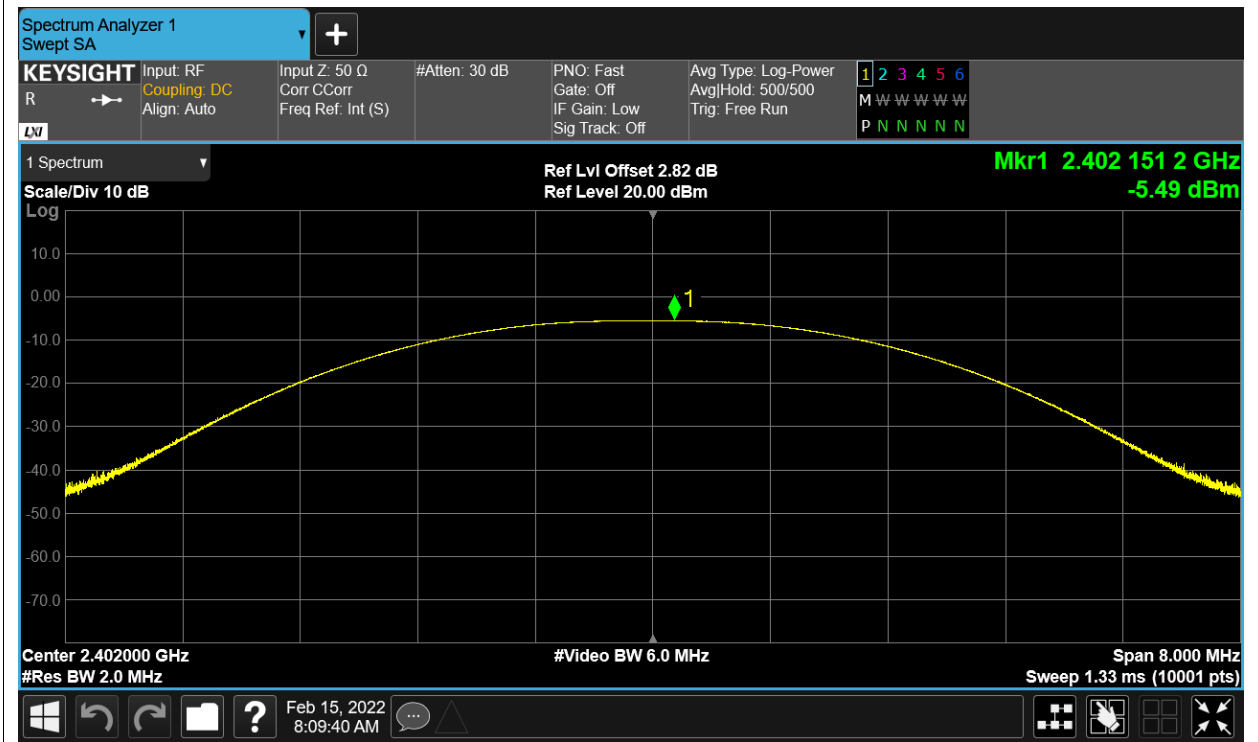 Spectrum Analyzer 1
Swept SA
+
KEYSIGHT
R
LXI
Input: RF
Coupling: DC
Align: Auto
Input Z: 50 Ω
Corr CCorr
Freq Ref: Int (S)
#Atten: 30 dB
PNO: Fast
Gate: Off
IF Gain: Low
Sig Track: Off
Avg Type: Log-Power
Avg|Hold: 500/500
Trig: Free Run
1 2 3 4 5 6
M W W W W W
P N N N N N
1 Spectrum
Scale/Div 10 dB
Ref Lvl Offset 2.82 dB
Ref Level 20.00 dBm
Mkr1 2.402 151 2 GHz
-5.49 dBm
Log
10.0
0.00
-10.0
-20.0
-30.0
-40.0
-50.0
-60.0
-70.0
1
Center 2.402000 GHz
#Res BW 2.0 MHz
#Video BW 6.0 MHz
Span 8.000 MHz
Sweep 1.33 ms (10001 pts)
?
Feb 15, 2022
8:09:40 AM